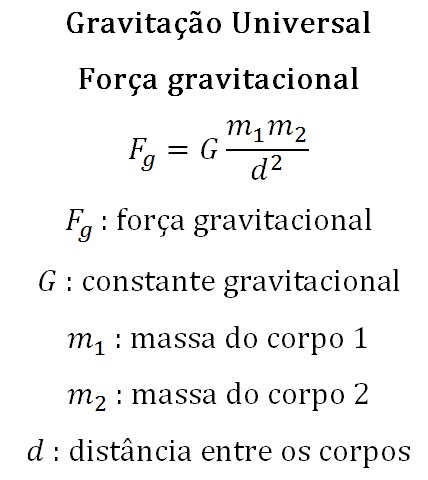 Gravitação Universal
Força gravitacional
F_g = G \frac{m_1 m_2}{d^2}
F_g : força gravitacional
G : constante gravitacional
m_1 : massa do corpo 1
m_2 : massa do corpo 2
d : distância entre os corpos